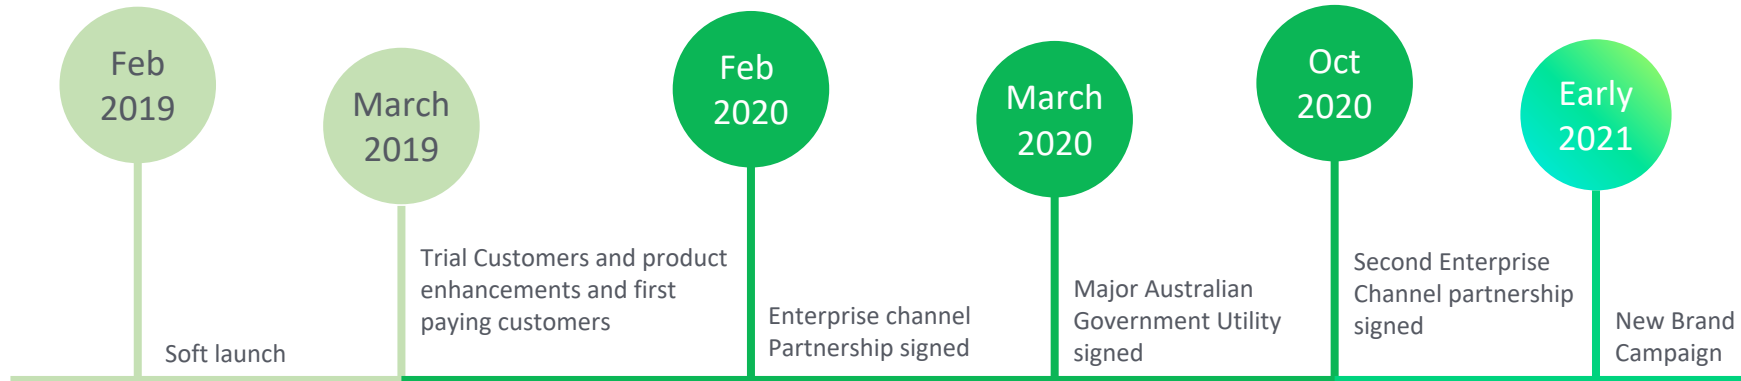 Feb
2019
Soft launch
March
2019
Trial Customers and product
enhancements and first
paying customers
Feb
2020
Enterprise channel
Partnership signed
March
2020
Major Australian
Government Utility
signed
Oct
2020
Second Enterprise
Channel partnership
signed
Early
2021
New Brand
Campaign